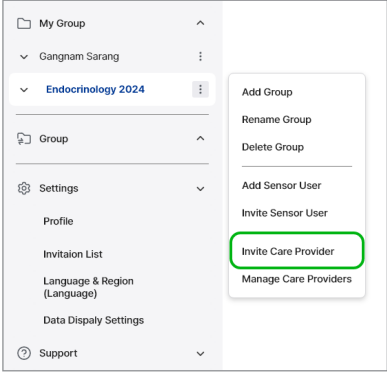 My Group
Gangnam Sarang
Endocrinology 2024
Group
Settings
Profile
Invitaion List
Language & Region
(Language)
Data Dispaly Settings
Support
Add Group
Rename Group
Delete Group
Add Sensor User
Invite Sensor User
Invite Care Provider
Manage Care Providers